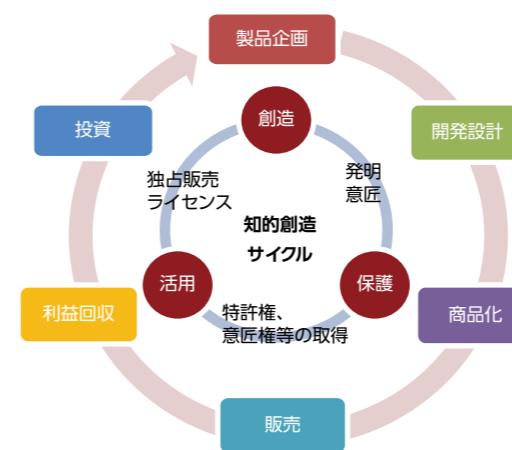 製品企画
開発設計
商品化
販売
利益回収
投資
創造
発明
意匠
保護
特許権、
意匠権等の取得
活用
独占販売
ライセンス
知的創造
サイクル